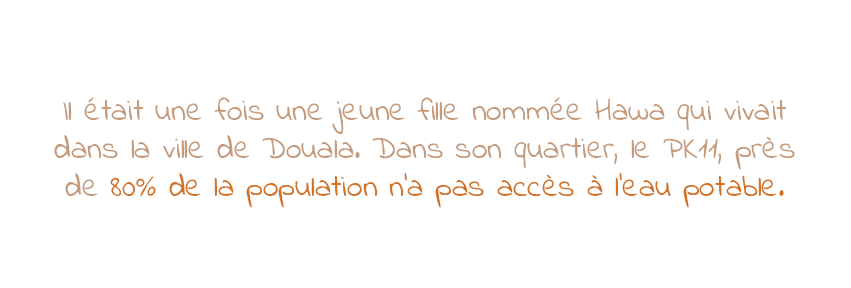 Il était une fois une jeune fille nommée Hawa qui vivait
dans la ville de Douala. Dans son quartier, le PK11, près
de 80% de la population n'a pas accès à l'eau potable.